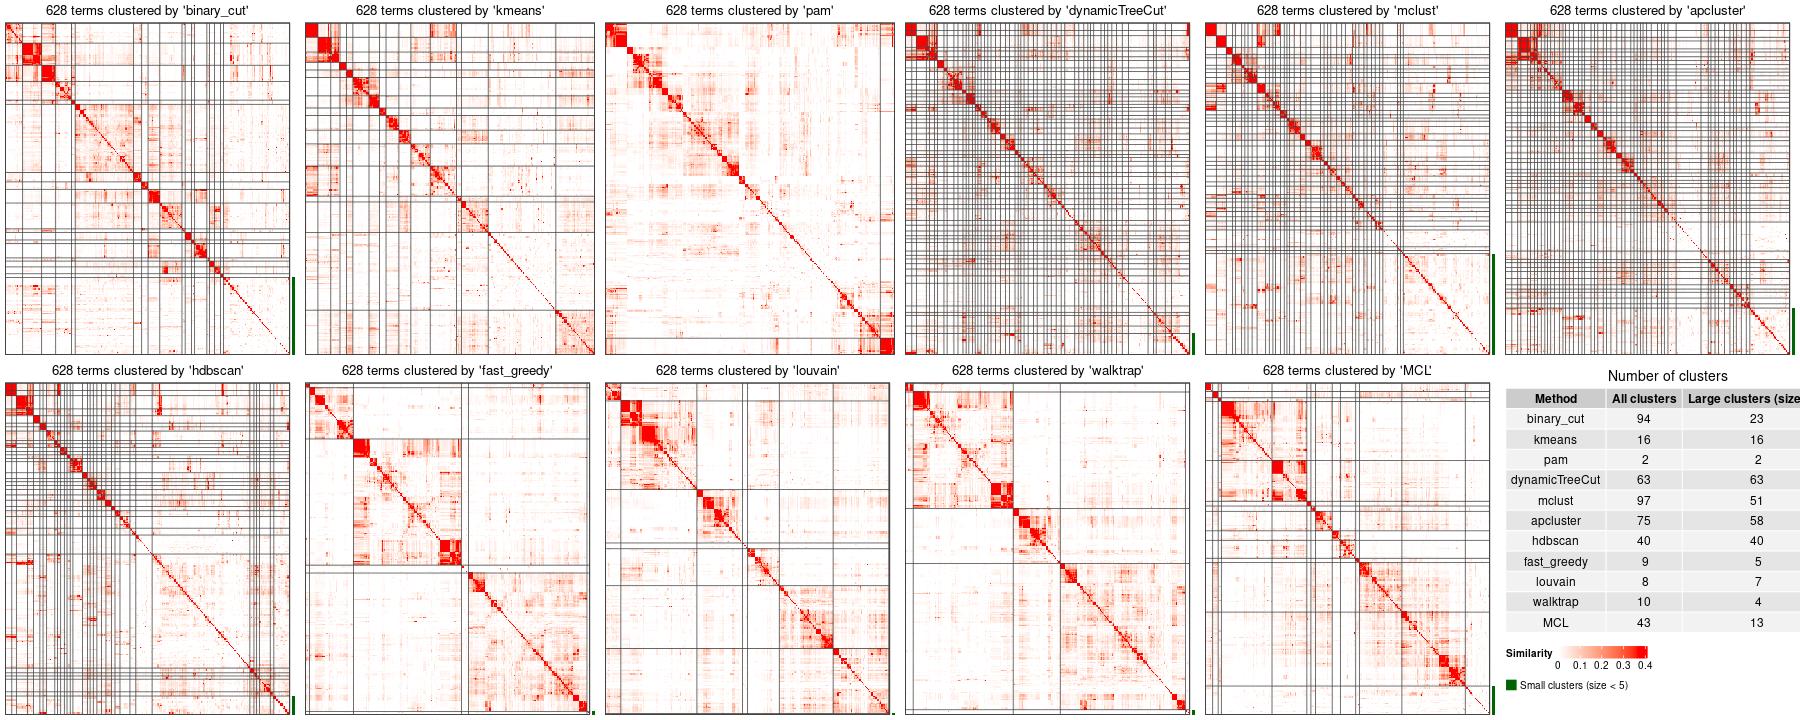 628 terms clustered by 'binary_cut'
628 terms clustered by 'kmeans'
628 terms clustered by 'pam'
628 terms clustered by 'dynamicTreeCut'
628 terms clustered by 'mclust'
628 terms clustered by 'apcluster'
628 terms clustered by 'hdbscan'
628 terms clustered by 'fast_greedy'
628 terms clustered by 'louvain'
628 terms clustered by 'walktrap'
628 terms clustered by 'MCL'
Number of clusters
Method All clusters Large clusters (size
binary_cut 94 23
kmeans 16 16
pam 2 2
dynamicTreeCut 63 63
mclust 97 51
apcluster 75 58
hdbscan 40 40
fast_greedy 9 5
louvain 8 7
walktrap 10 4
MCL 43 13
Similarity
0 0.1 0.2 0.3 0.4
Small clusters (size < 5)